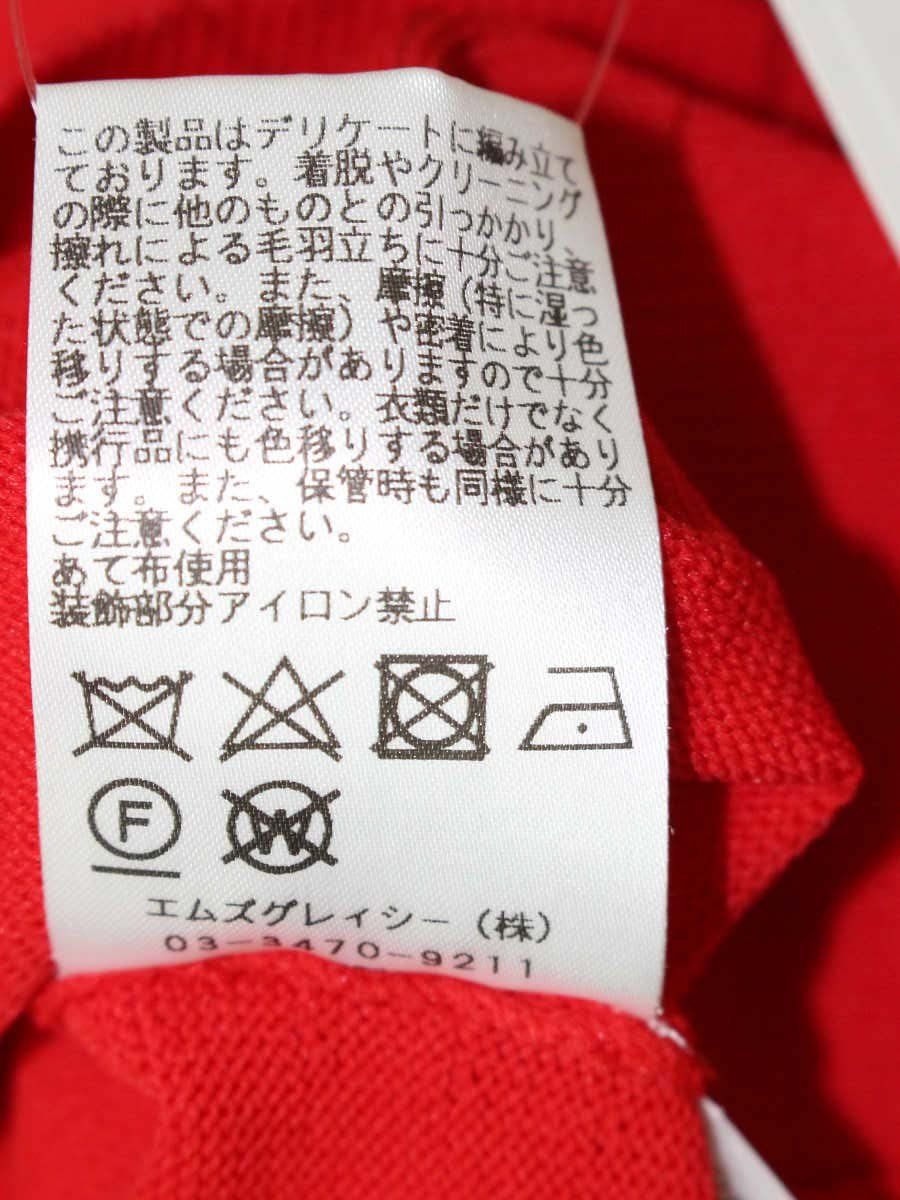 この製品はデリケートに編み立て
ております。着脱やクリーニング
の際に他のものとの引っかかり、
擦れによる毛羽立ちに十分ご注意
ください。また、摩擦(特に湿っ
た状態での摩擦)や密着により色
移りする場合がありますので十分
ご注意ください。衣類だけでなく
携行品にも色移りする場合があり
ます。また、保管時も同様に十分
ご注意ください。
あて布使用
装飾部分アイロン禁止
F W
エムズグレイシー(株)
03-3470-9211